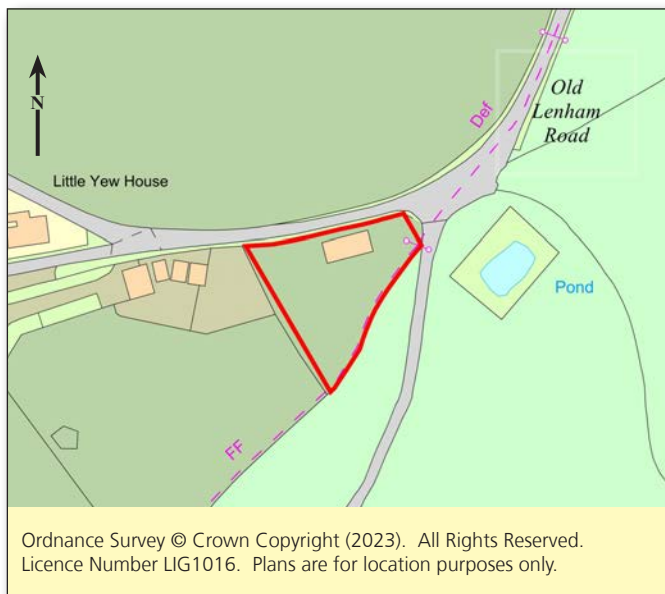 Old
Lenham
Road
Def
N
Little Yew House
Pond
FF
Ordnance Survey © Crown Copyright (2023). All Rights Reserved.
Licence Number LIG1016. Plans are for location purposes only.